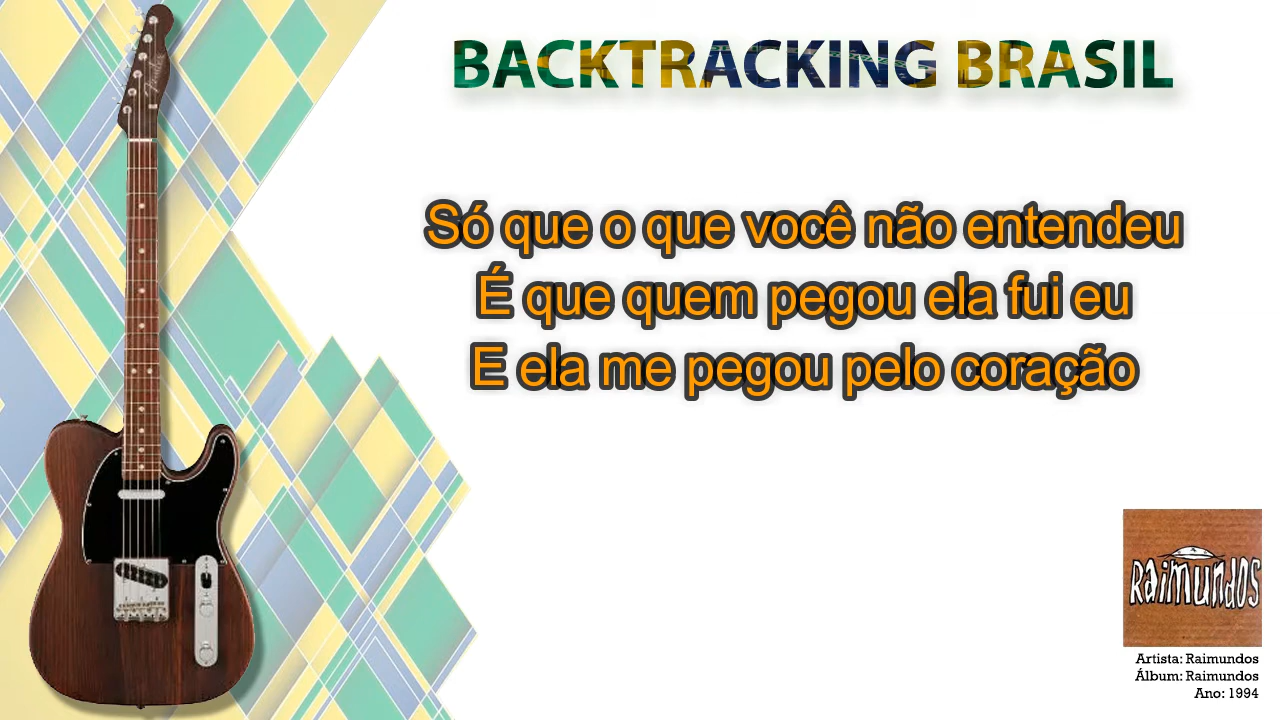 BACKTRACKING BRASIL
Só que o que você não entendeu
É que quem pegou ela fui eu
E ela me pegou pelo coração
Fender
RAimUNDOS
Artista: Raimundos
Álbum: Raimundos
Ano: 1994